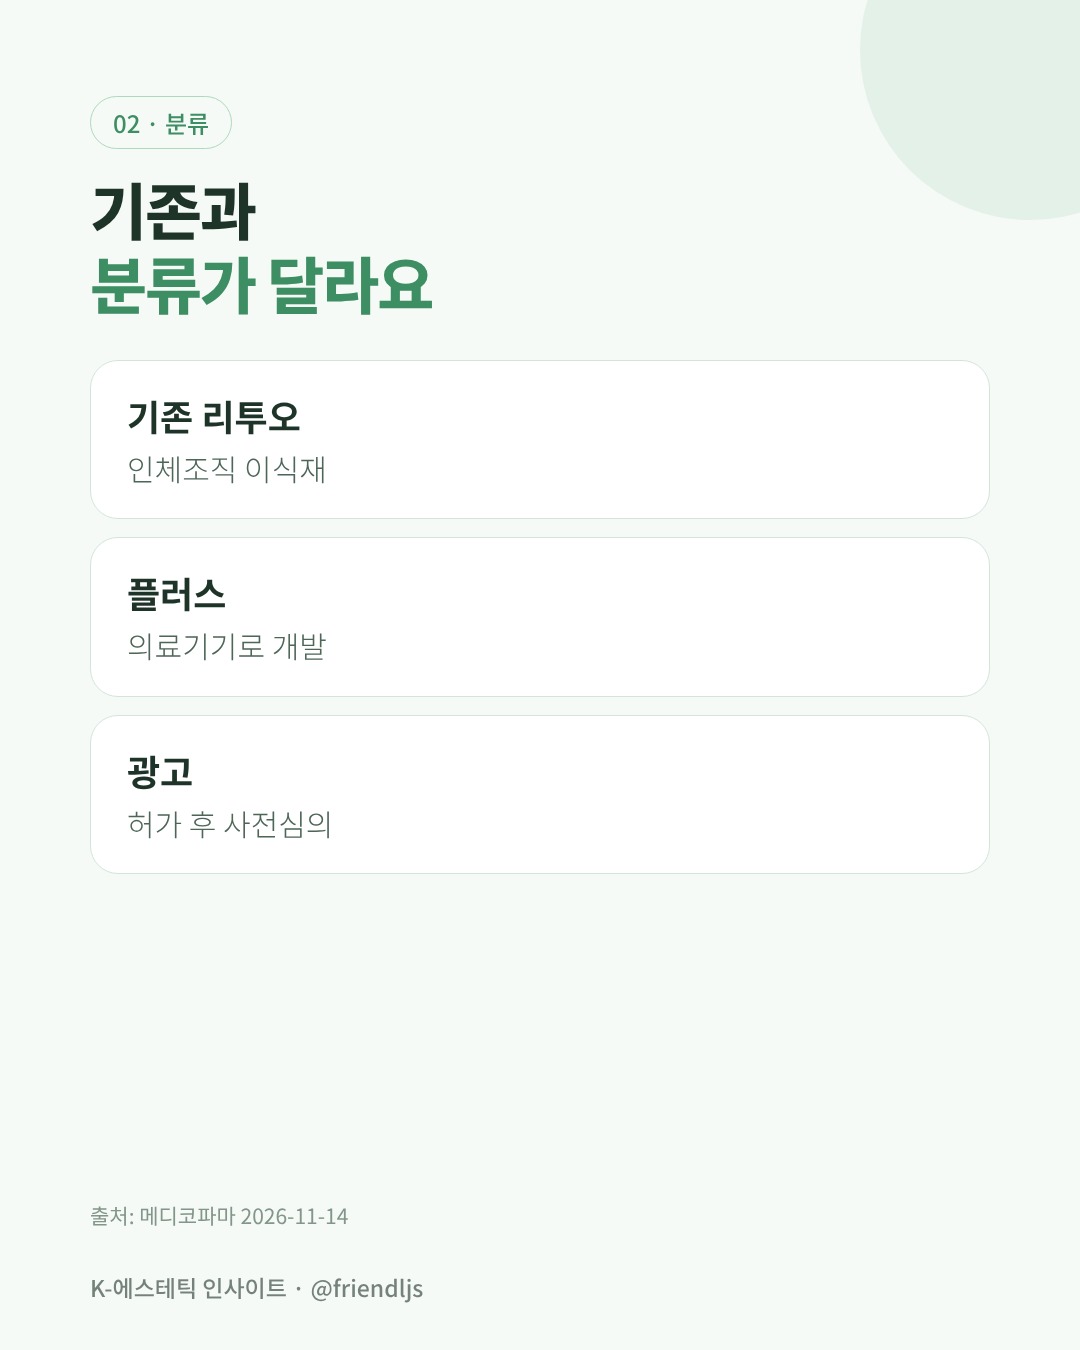 02 · 분류
기존과
분류가 달라요
기존 리투오
인체조직 이식재
플러스
의료기기로 개발
광고
허가 후 사전심의
출처: 메디코파마 2026-11-14
K-에스테틱 인사이트 · @friendljs